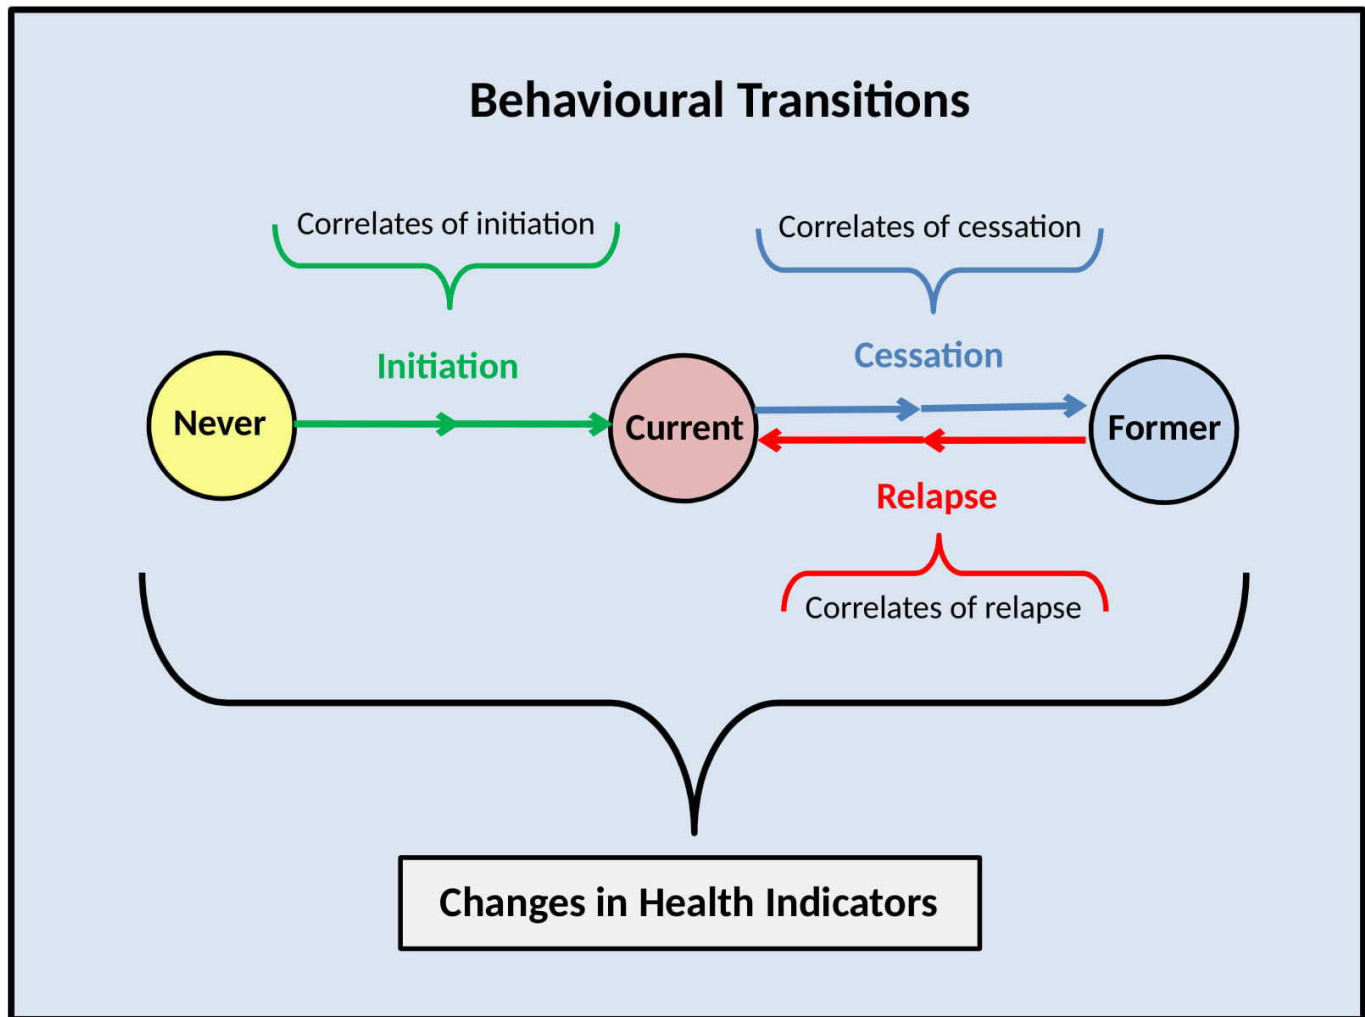 Behavioural Transitions
Correlates of initiation
Correlates of cessation
Initiation
Cessation
Never
Current
Former
Relapse
Correlates of relapse
Changes in Health Indicators